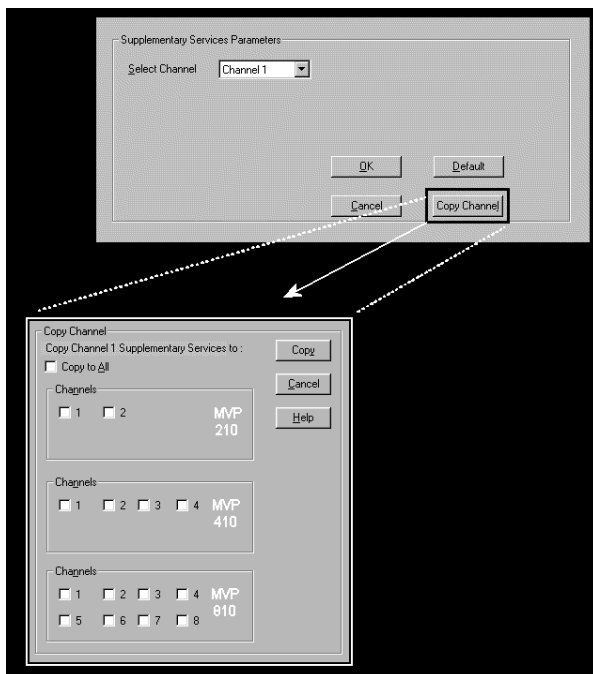 Supplementary Services Parameters
Select Channel Channel 1
OK Default
Cancel Copy Channel
Copy Channel
Copy Channel 1 Supplementary Services to :
Copy
Copy to All
Cancel
Channels
Help
1 2 MVP
210
Channels
1 2 3 4 MVP
410
Channels
1 2 3 4 MVP
810
5 6 7 8